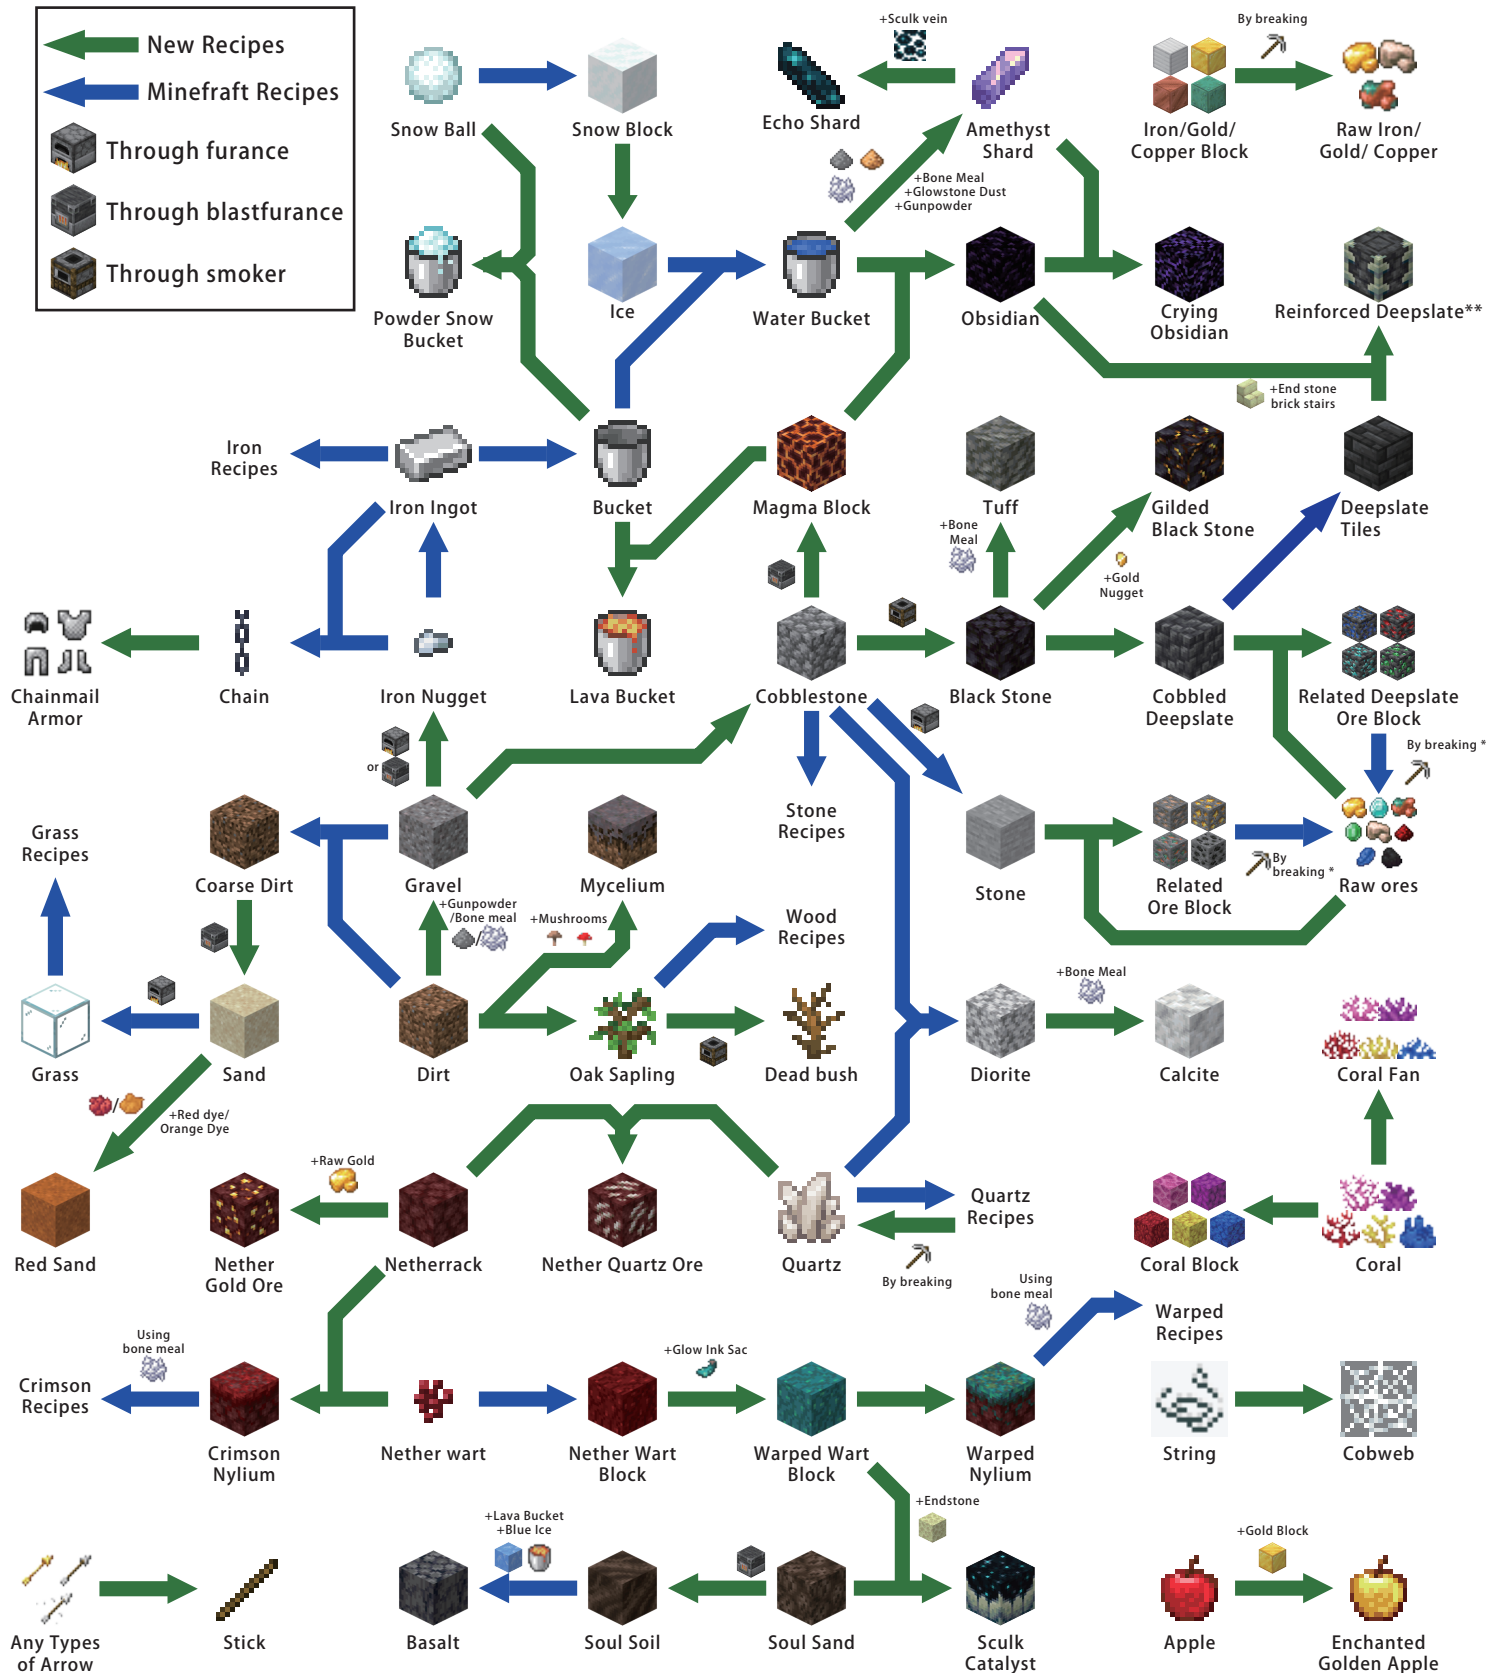 New Recipes
Minefraft Recipes
Through furance
Through blastfurance
Through smoker
Snow Ball
Snow Block
+Sculk vein
Echo Shard
Amethyst
Shard
By breaking
Iron/Gold/
Copper Block
Raw Iron/
Gold/ Copper
+Bone Meal
+Glowstone Dust
+Gunpowder
Powder Snow
Bucket
Ice
Water Bucket
Obsidian
Crying
Obsidian
Reinforced Deepslate**
+End stone
brick stairs
Iron
Recipes
Iron Ingot
Bucket
Magma Block
Tuff
Gilded
Black Stone
Deepslate
Tiles
+Bone
Meal
+Gold
Nugget
Chainmail
Armor
Chain
Iron Nugget
Lava Bucket
Cobblestone
Black Stone
Cobbled
Deepslate
Related Deepslate
Ore Block
or
By breaking *
Grass
Recipes
Coarse Dirt
Gravel
Mycelium
Stone
Recipes
Stone
Related
Ore Block
By
breaking *
Raw ores
+Gunpowder
/Bone meal
/
+Mushrooms
Wood
Recipes
+Bone Meal
Grass
Sand
Dirt
Oak Sapling
Dead bush
Diorite
Calcite
Coral Fan
/
+Red dye/
Orange Dye
+Raw Gold
Quartz
Recipes
Red Sand
Nether
Gold Ore
Netherrack
Nether Quartz Ore
Quartz
By breaking
Coral Block
Coral
Using
bone meal
Warped
Recipes
Using
bone meal
+Glow Ink Sac
Crimson
Recipes
Crimson
Nylium
Nether wart
Nether Wart
Block
Warped Wart
Block
Warped
Nylium
String
Cobweb
+Lava Bucket
+Blue Ice
+Endstone
+Gold Block
Any Types
of Arrow
Stick
Basalt
Soul Soil
Soul Sand
Sculk
Catalyst
Apple
Enchanted
Golden Apple